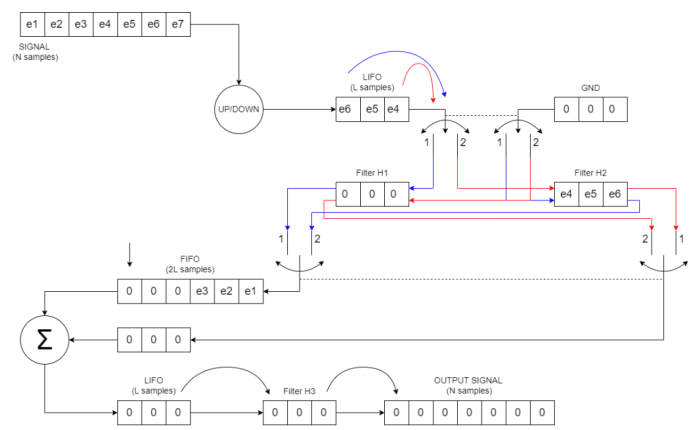 e1 e2 e3 e4 e5 e6 e7
SIGNAL
(N samples)
UP/DOWN
LIFO
(L samples)
e6 e5 e4
GND
0 0 0
1 2
1 2
Filter H1
0 0 0
Filter H2
e4 e5 e6
1 2
2 1
FIFO
(2L samples)
0 0 0 e3 e2 e1
Σ
0 0 0
LIFO
(L samples)
0 0 0
Filter H3
0 0 0
OUTPUT SIGNAL
(N samples)
0 0 0 0 0 0 0